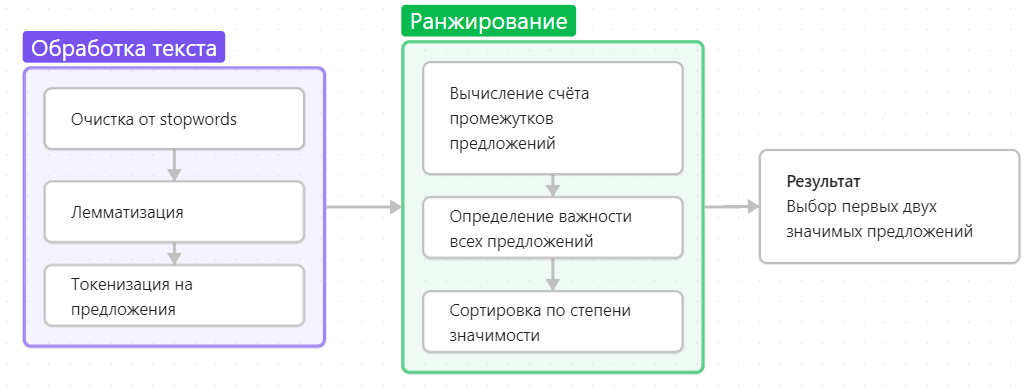 Обработка текста
Очистка от stopwords
Лемматизация
Токенизация на
предложения
Ранжирование
Вычисление счёта
промежутков
предложений
Определение важности
всех предложений
Сортировка по степени
значимости
Результат
Выбор первых двух
значимых предложений